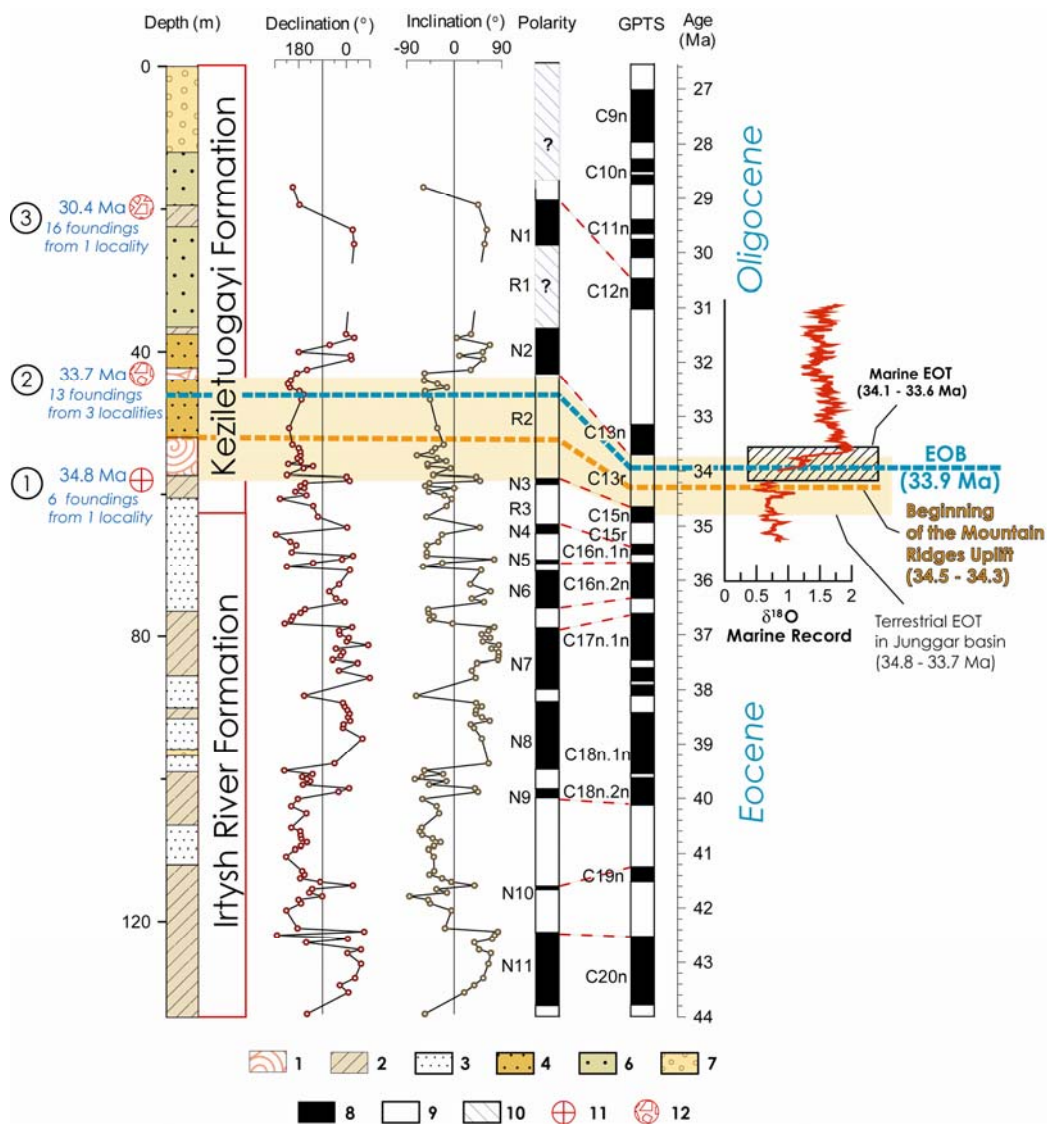 Depth (m)
Declination (°)
Inclination (°)
Polarity
GPTS
Age
(Ma)
180
0
-90
0
90
0
40
80
120
3
30.4 Ma
16 foundings
from 1 locality
2
33.7 Ma
13 foundings
from 3 localities
1
34.8 Ma
6 foundings
from 1 locality
Keziletuogayi Formation
Irtysh River Formation
?
N1
R1
?
N2
R2
N3
R3
N4
N5
N6
N7
N8
N9
N10
N11
C9n
C10n
C11n
C12n
C13n
C13r
C15n
C15r
C16n.1n
C16n.2n
C17n.1n
C18n.1n
C18n.2n
C19n
C20n
27
28
29
30
31
32
33
34
35
36
37
38
39
40
41
42
43
44
Oligocene
Eocene
Marine EOT
(34.1 - 33.6 Ma)
EOB
(33.9 Ma)
Beginning
of the Mountain
Ridges Uplift
(34.5 - 34.3)
0
0.5
1
1.5
2
δ18O
Marine Record
Terrestrial EOT
in Junggar basin
(34.8 - 33.7 Ma)
1
2
3
4
6
7
8
9
10
11
12